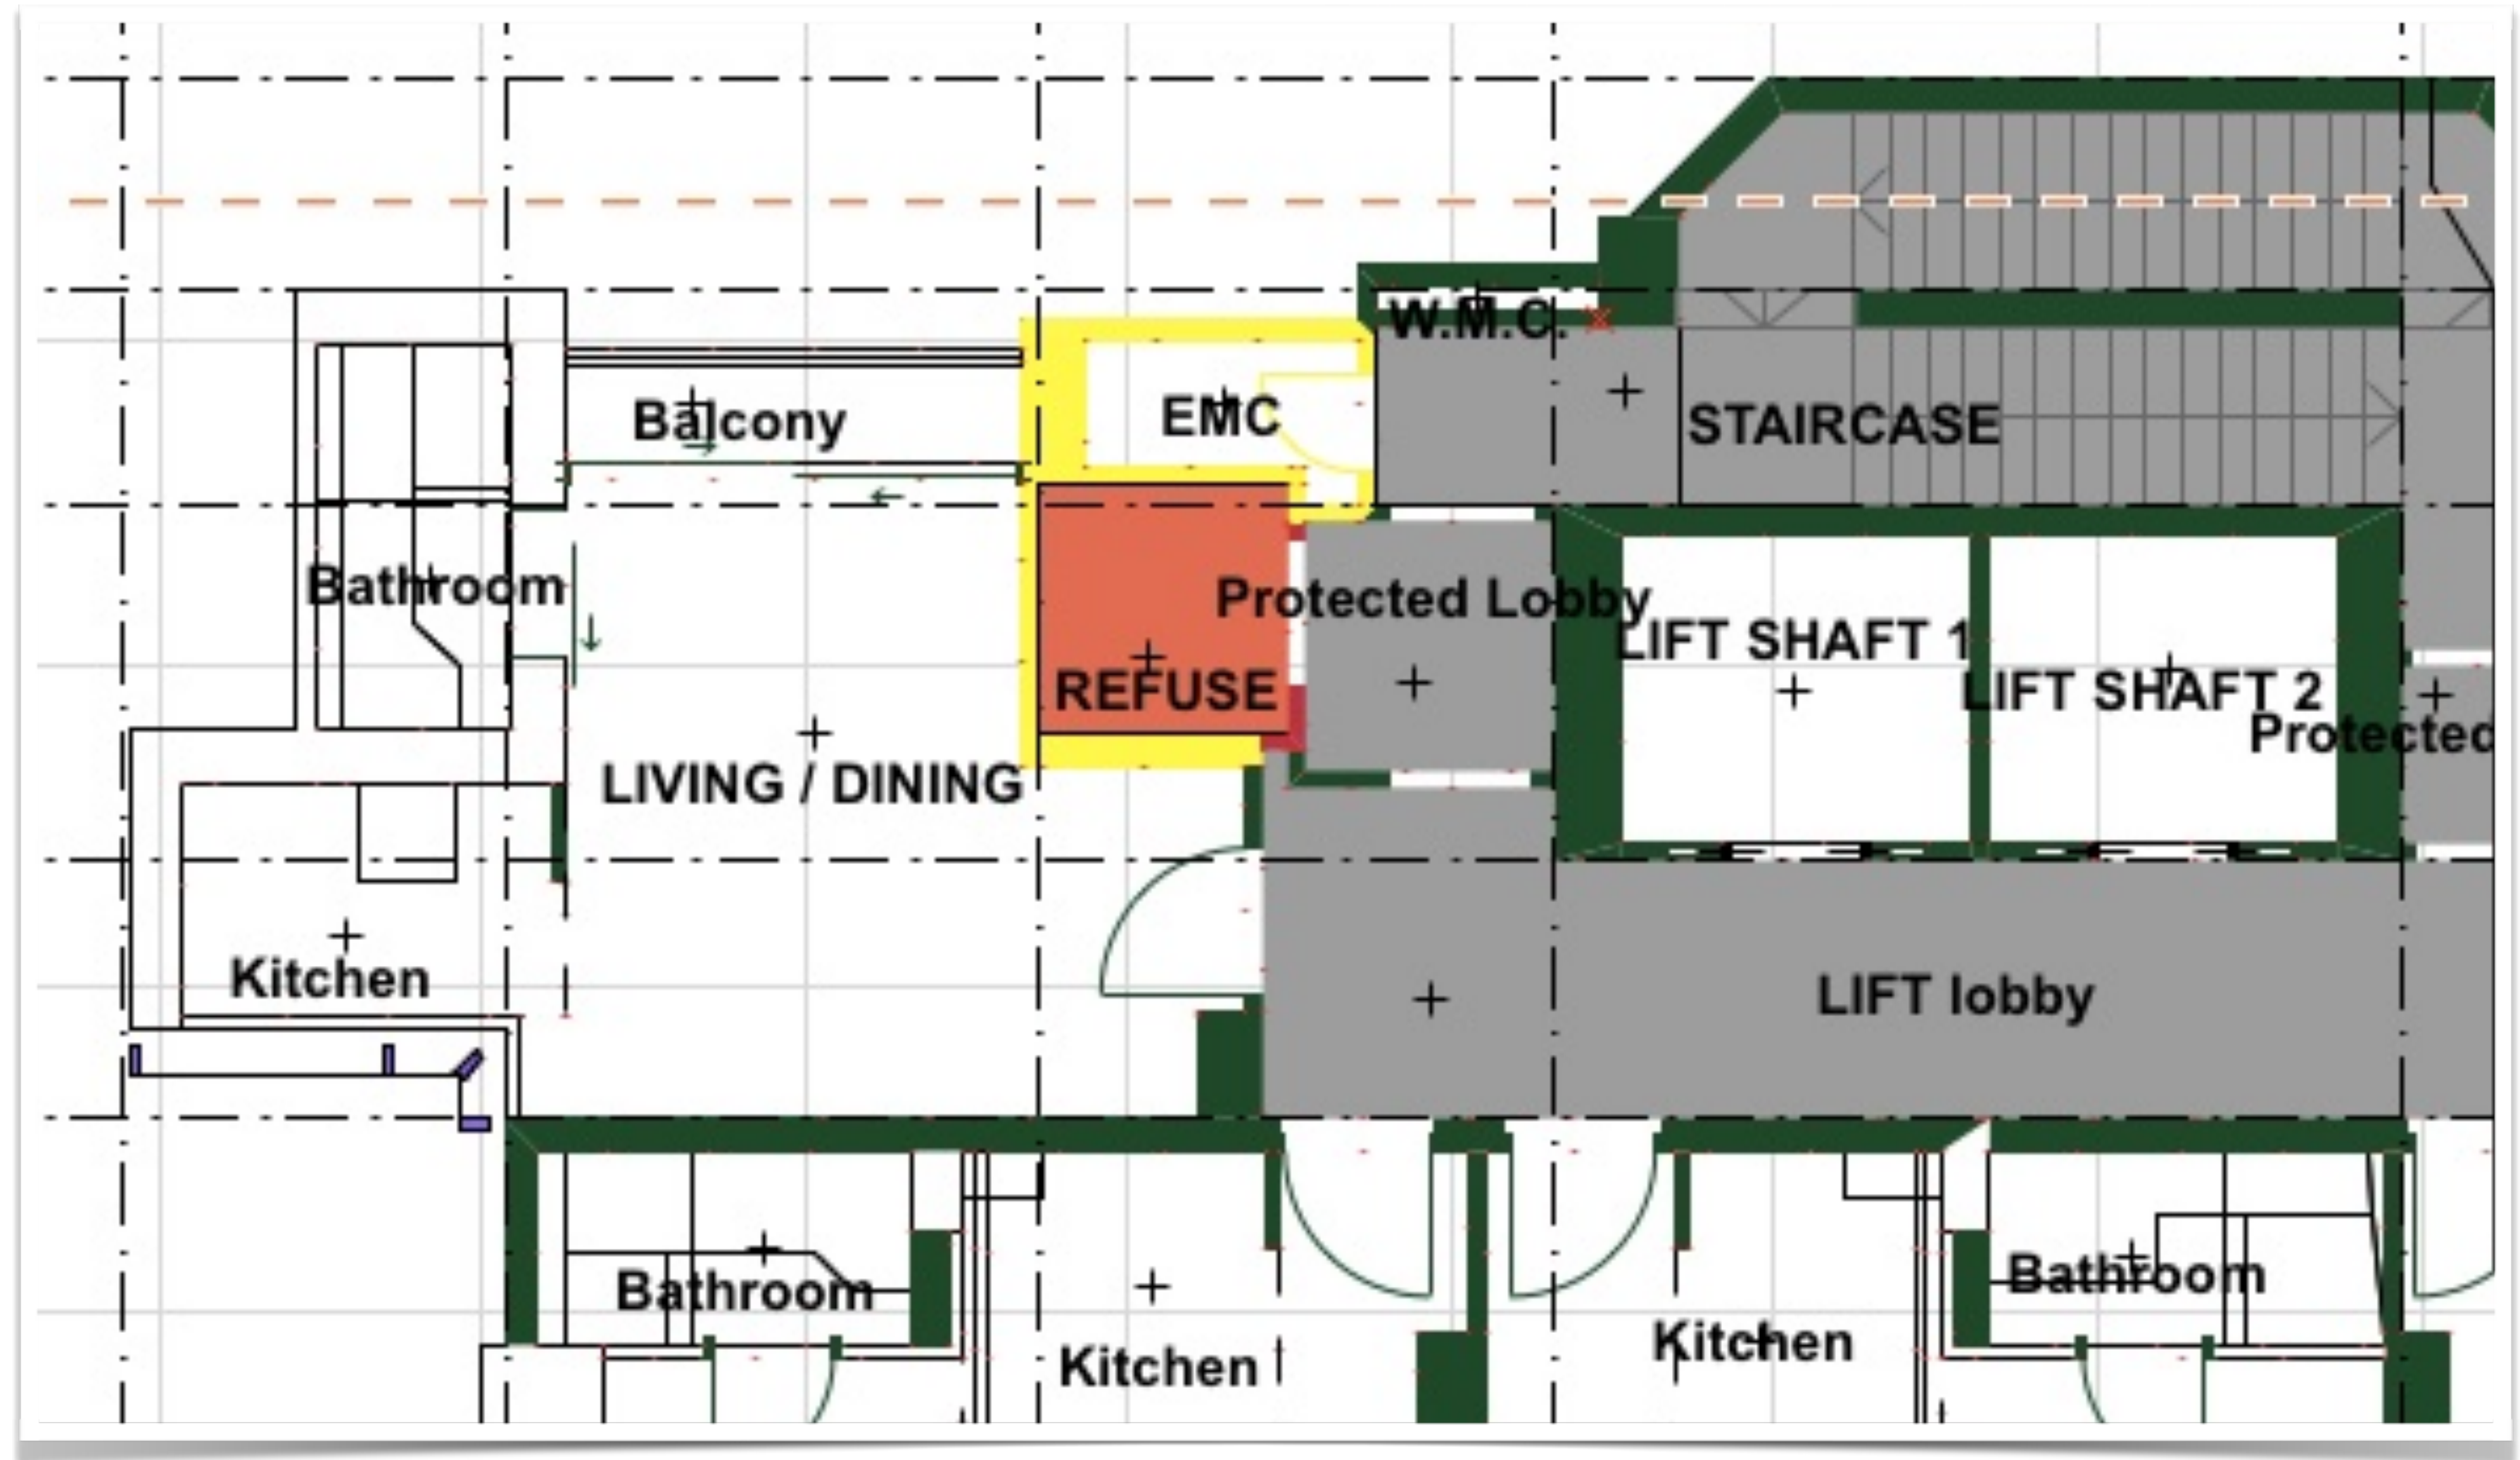 W.M.C.
Balcony
EMC
STAIRCASE
Bathroom
Protected Lobby
LIFT SHAFT 1
REFUSE
LIFT SHAFT 2
Protected
LIVING / DINING
Kitchen
LIFT lobby
Bathroom
Bathroom
Kitchen
Kitchen